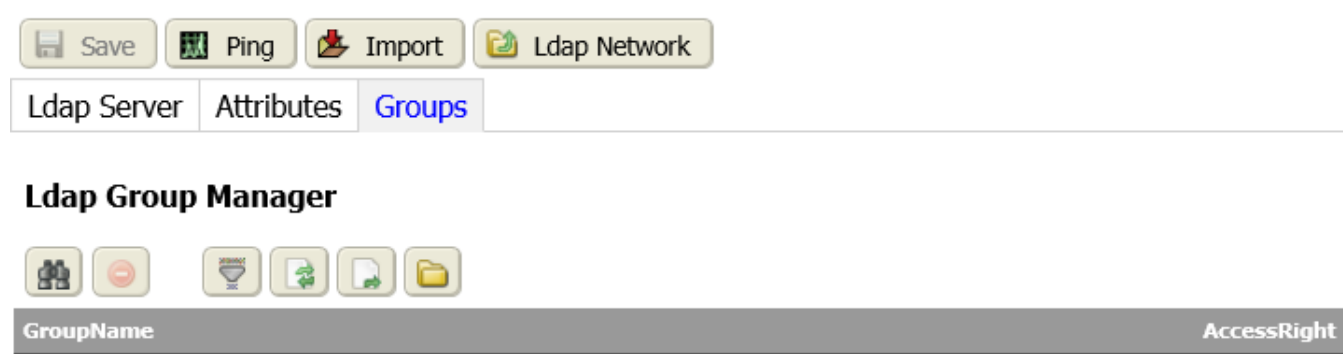 Save Ping Import Ldap Network
Ldap Server Attributes Groups
Ldap Group Manager
GroupName AccessRight